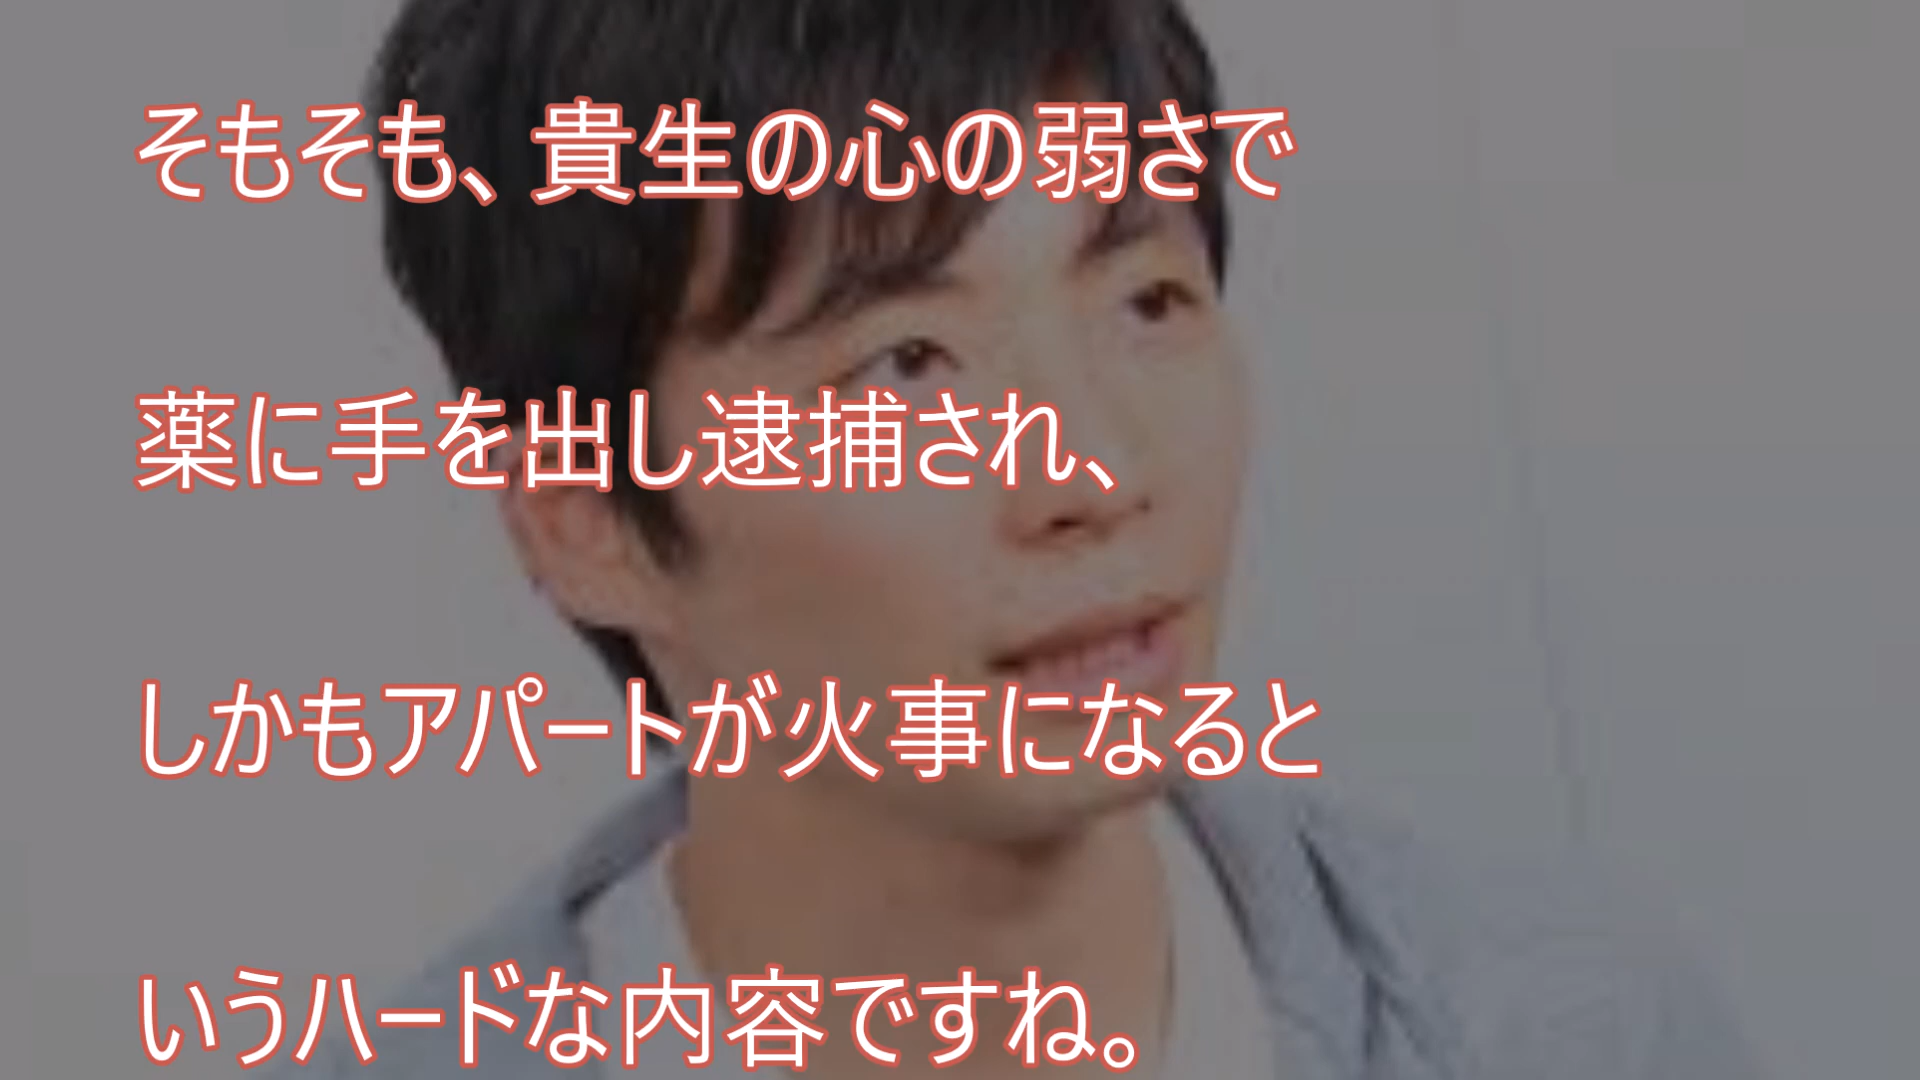 そもそも、貴生の心の弱さで
薬に手を出し逮捕され、
しかもアパートが火事になると
いうハードな内容ですね。